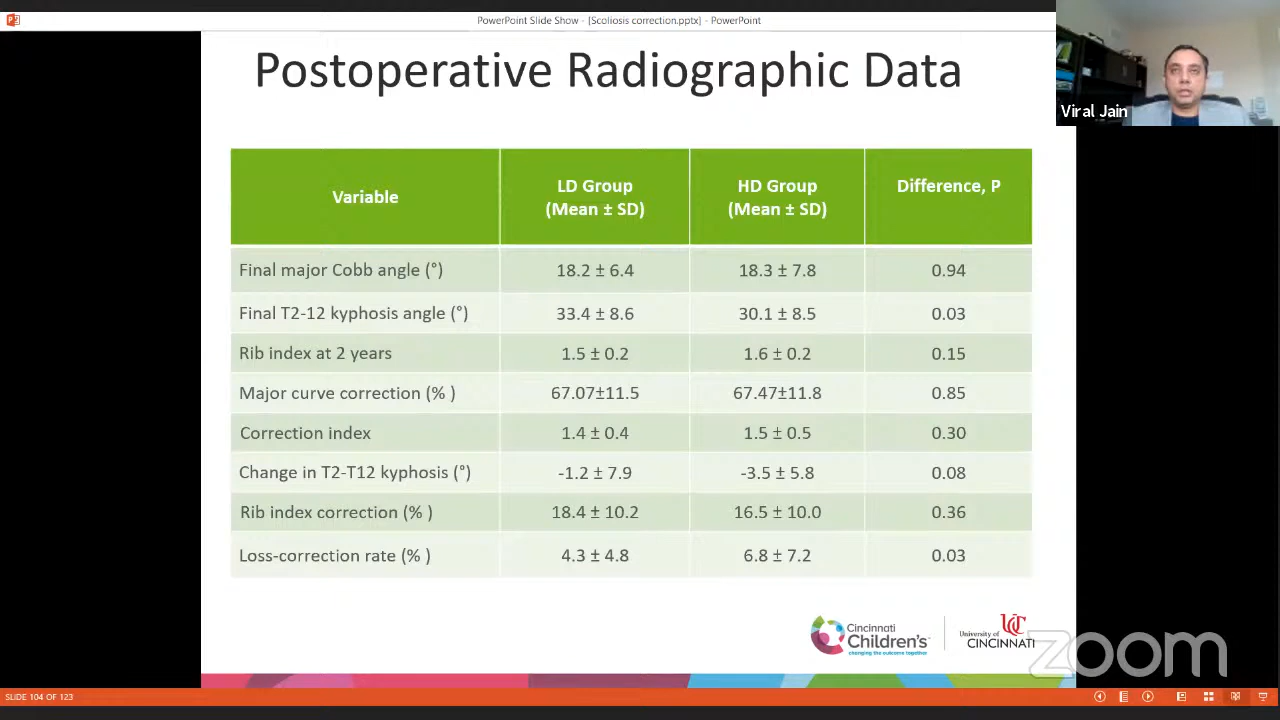 PowerPoint Slide Show - [Scoliosis correction.pptx] - PowerPoint
Postoperative Radiographic Data
Viral Jain
Variable LD Group (Mean ± SD) HD Group (Mean ± SD) Difference, P
Final major Cobb angle (°) 18.2 ± 6.4 18.3 ± 7.8 0.94
Final T2-12 kyphosis angle (°) 33.4 ± 8.6 30.1 ± 8.5 0.03
Rib index at 2 years 1.5 ± 0.2 1.6 ± 0.2 0.15
Major curve correction (% ) 67.07±11.5 67.47±11.8 0.85
Correction index 1.4 ± 0.4 1.5 ± 0.5 0.30
Change in T2-T12 kyphosis (°) -1.2 ± 7.9 -3.5 ± 5.8 0.08
Rib index correction (% ) 18.4 ± 10.2 16.5 ± 10.0 0.36
Loss-correction rate (% ) 4.3 ± 4.8 6.8 ± 7.2 0.03
Cincinnati
Children's
changing the outcome together
UC
University of
CINCINNATI
zoom
SLIDE 104 OF 123